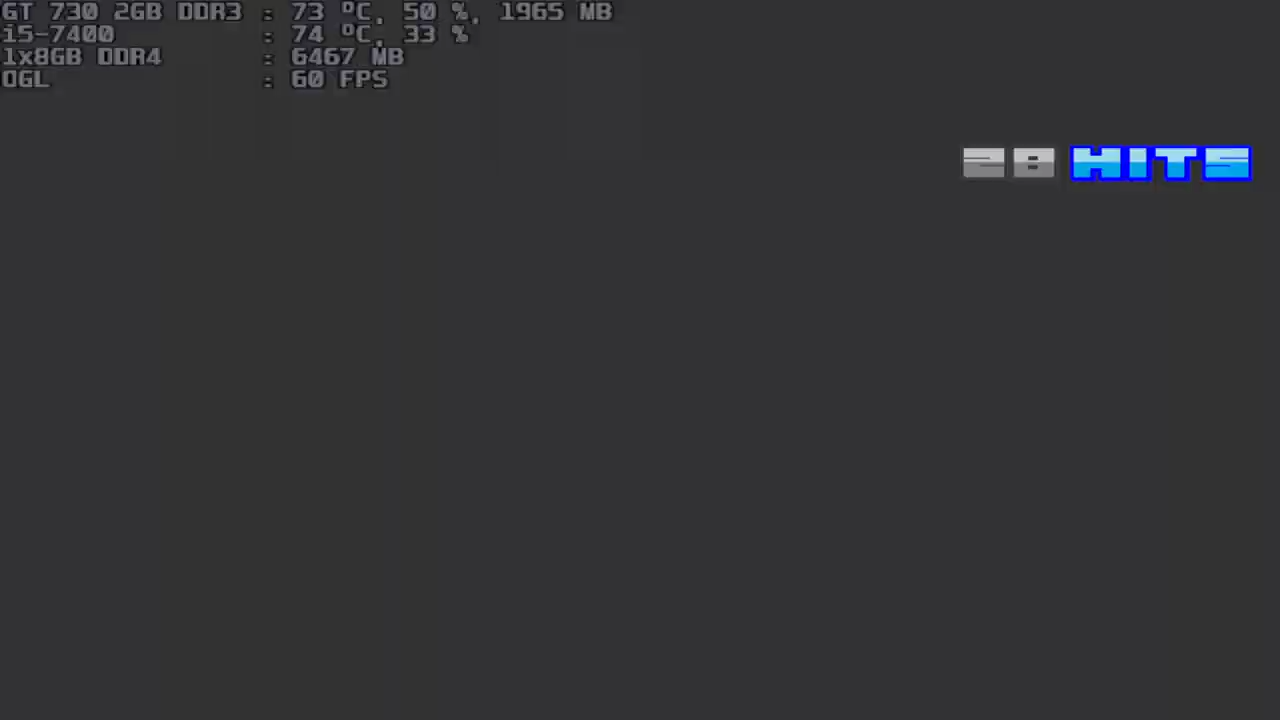 GT 730 2GB DDR3 : 73 ºC, 50 %, 1965 MB
i5-7400 : 74 ºC, 33 %
1x8GB DDR4 : 6467 MB
OGL : 60 FPS
28 HITS